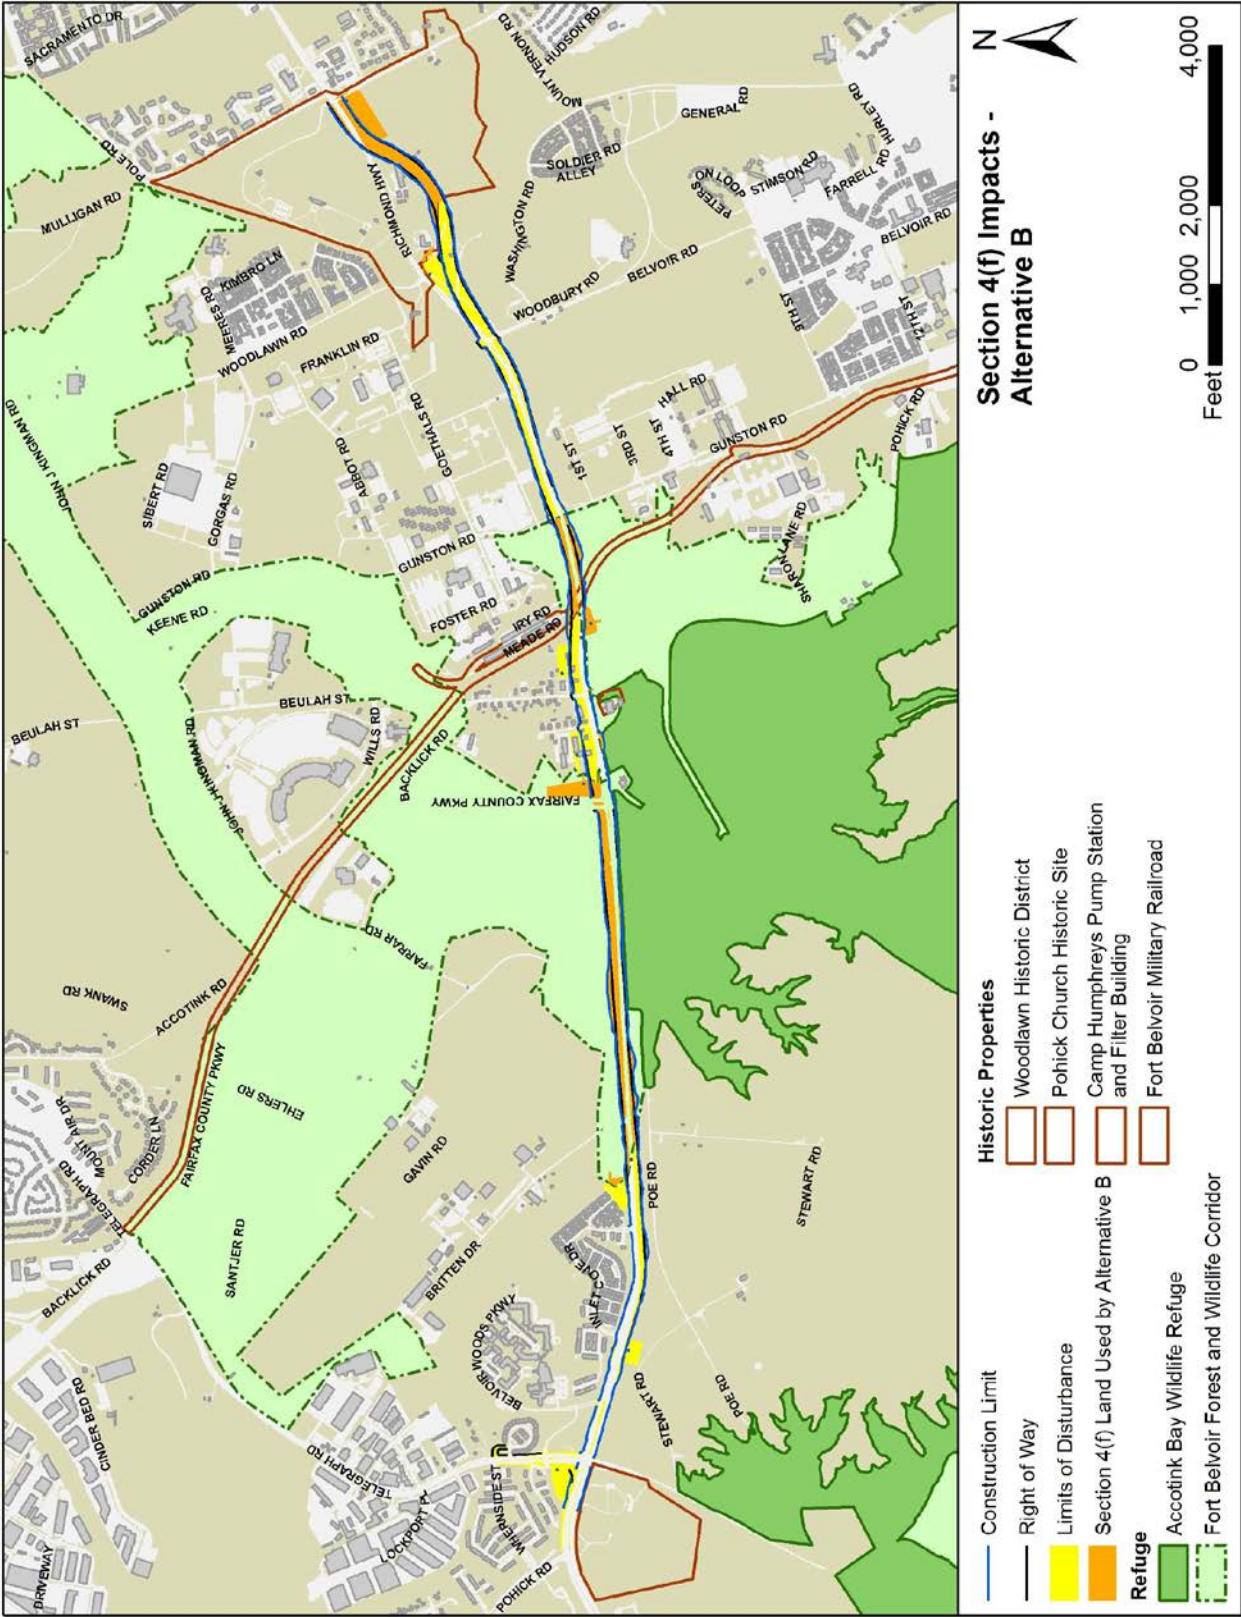 DRIVEWAY
CINDER BED RD
BACKLICK RD
TELEGRAPH RD
MOUNT AIR DR
CORDER LN
SWANK RD
ACCOTINK RD
FAIRFAX COUNTY PKWY
EHLERS RD
SANTJER RD
FARRAR RD
GAVIN RD
BRITTEN DR
TELEGRAPH RD
LOCKPORT PL
WHERNSIDE ST
BELVOIR WOODS PKWY
INLET COVE DR
POHICK RD
STEWART RD
POE RD
POE RD
STEWART RD
BEULAH ST
JOHN J KINGMAN RD
BEULAH ST
WILLS RD
BACKLICK RD
FAIRFAX COUNTY PKWY
KEENE RD
GUNSTON RD
JOHN J KINGMAN RD
SIBERT RD
GORGAS RD
ABBOT RD
GOETHALS RD
GUNSTON RD
FOSTER RD
IRY RD
MEADE RD
FRANKLIN RD
WOODLAWN RD
MEERES RD
KIMBRO LN
MULLIGAN RD
POLE RD
SACRAMENTO DR
RICHMOND HWY
MOUNT VERNON RD
HUDSON RD
WASHINGTON RD
SOLDIER RD
ALLEY
GENERAL RD
WOODBURY RD
BELVOIR RD
PETERS
POOL
STIMSON RD
FARRELL RD
HURLEY RD
BELVOIR RD
9TH ST
12TH ST
1ST ST
3RD ST
4TH ST
HALL RD
GUNSTON RD
POHICK RD
SHARON LANE RD
Section 4(f) Impacts -
Alternative B
N
0 1,000 2,000 4,000
Feet
Construction Limit
Right of Way
Limits of Disturbance
Section 4(f) Land Used by Alternative B
Refuge
Accotink Bay Wildlife Refuge
Fort Belvoir Forest and Wildlife Corridor
Historic Properties
Woodlawn Historic District
Pohick Church Historic Site
Camp Humphreys Pump Station
and Filter Building
Fort Belvoir Military Railroad